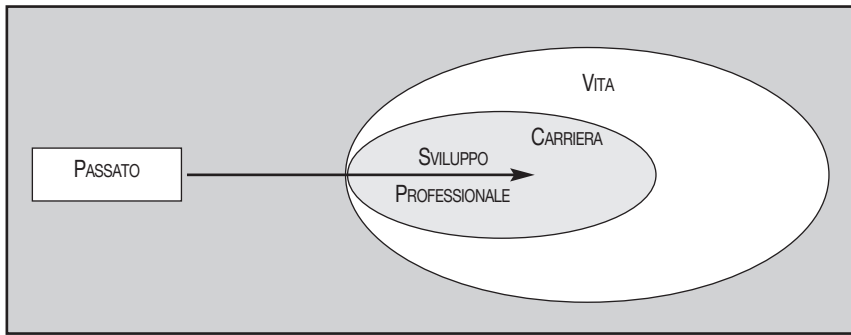 VITA
CARRIERA
PASSATO
SVILUPPO
PROFESSIONALE